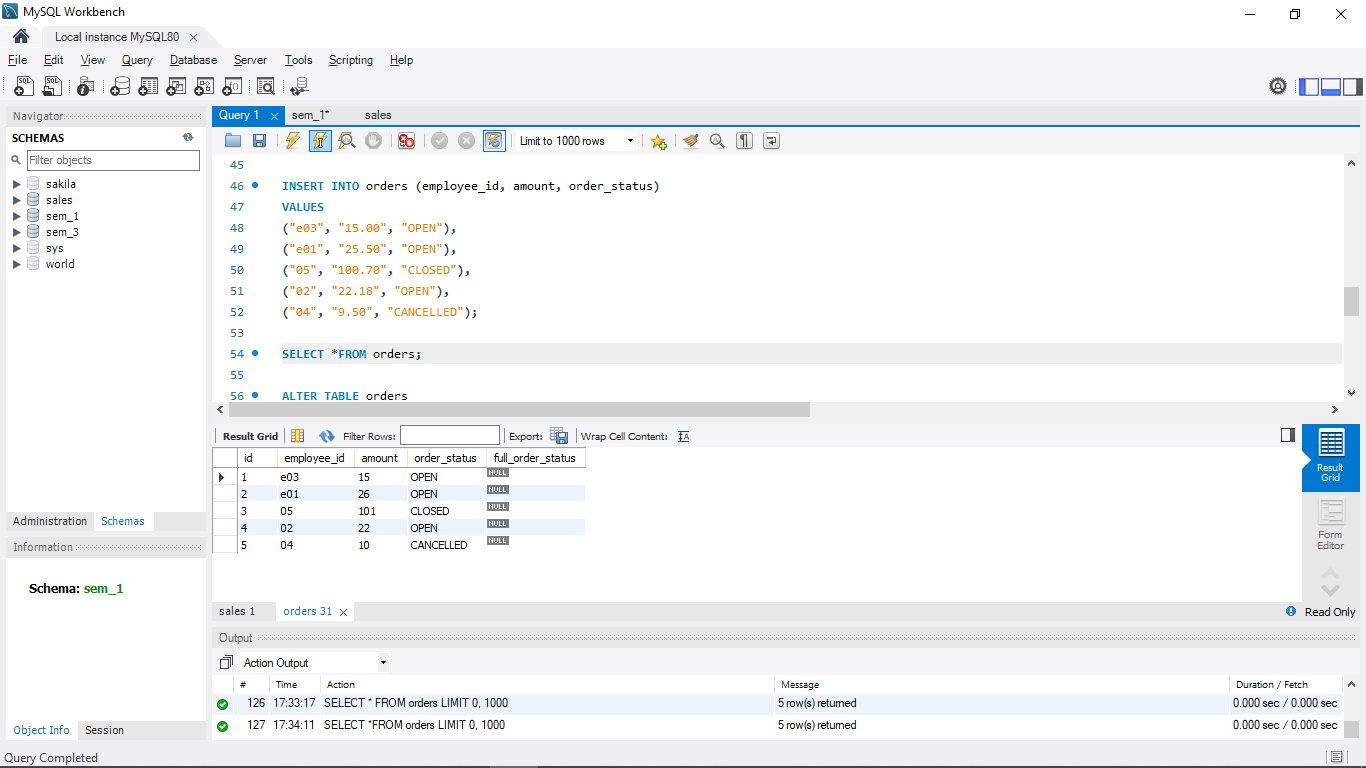 MySQL Workbench
Local instance MySQL80
File Edit View Query Database Server Tools Scripting Help
Navigator
SCHEMAS
Filter objects
sakila
sales
sem_1
sem_3
sys
world
Administration Schemas
Information
Schema: sem_1
Object Info Session
Query 1 sem_1* sales
Limit to 1000 rows
45
46 INSERT INTO orders (employee_id, amount, order_status)
47 VALUES
48 ("e03", "15.00", "OPEN"),
49 ("e01", "25.50", "OPEN"),
50 ("05", "100.70", "CLOSED"),
51 ("02", "22.18", "OPEN"),
52 ("04", "9.50", "CANCELLED");
53
54 SELECT *FROM orders;
55
56 ALTER TABLE orders
Result Grid Filter Rows: Export: Wrap Cell Content:
id employee_id amount order_status full_order_status
1 e03 15 OPEN NULL
2 e01 26 OPEN NULL
3 05 101 CLOSED NULL
4 02 22 OPEN NULL
5 04 10 CANCELLED NULL
Result
Grid
Form
Editor
sales 1 orders 31 Read Only
Output
Action Output
# Time Action Message Duration / Fetch
126 17:33:17 SELECT * FROM orders LIMIT 0, 1000 5 row(s) returned 0.000 sec / 0.000 sec
127 17:34:11 SELECT *FROM orders LIMIT 0, 1000 5 row(s) returned 0.000 sec / 0.000 sec
Query Completed